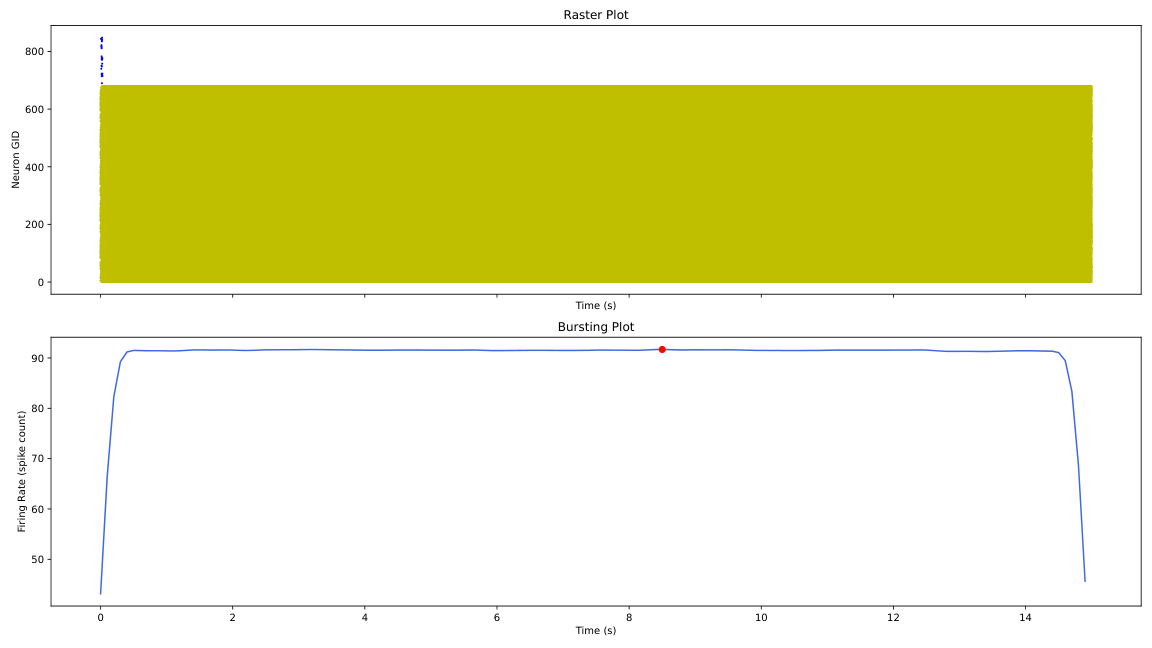 Raster Plot
800
600
400
200
0
Neuron GID
Time (s)
Bursting Plot
90
80
70
60
50
Firing Rate (spike count)
0 2 4 6 8 10 12 14
Time (s)